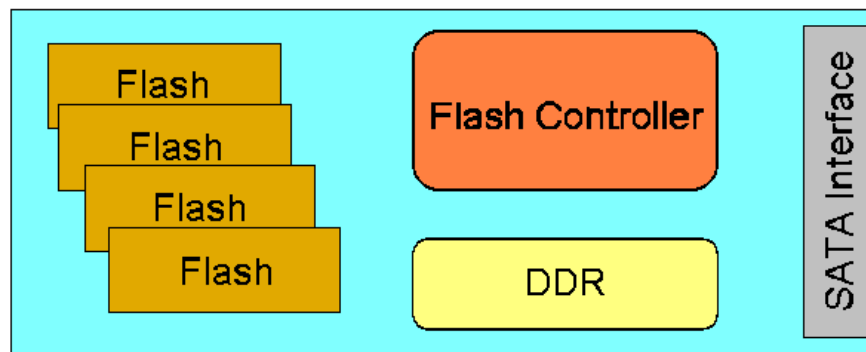 Flash
Flash
Flash
Flash
Flash Controller
DDR
SATA Interface